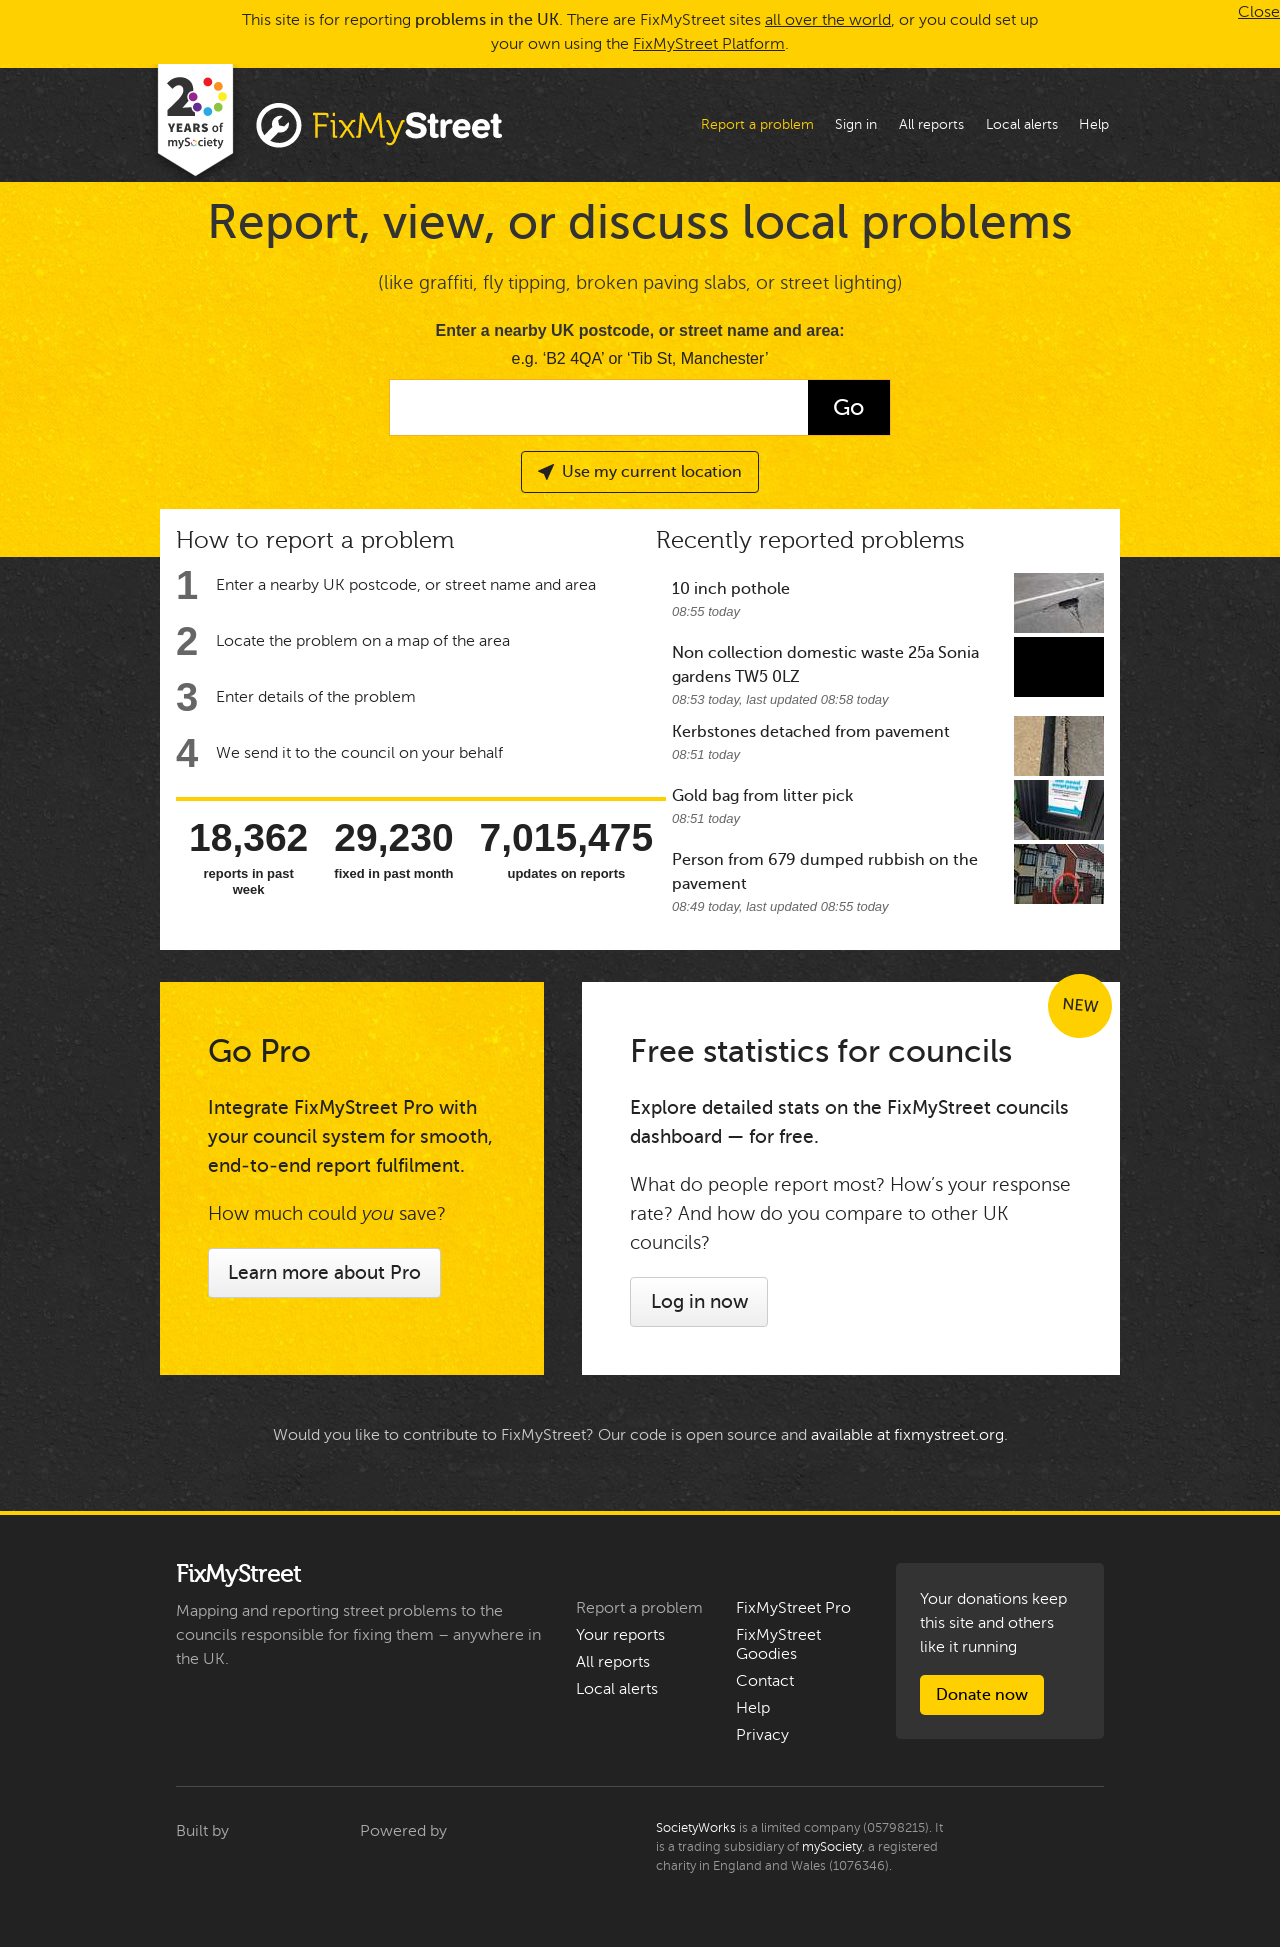 This site is for reporting problems in the UK. There are FixMyStreet sites all over the world, or you could set up
your own using the FixMyStreet Platform.
Close
20
YEARS of
mySociety
FixMyStreet
Report a problem
Sign in
All reports
Local alerts
Help
Report, view, or discuss local problems
(like graffiti, fly tipping, broken paving slabs, or street lighting)
Enter a nearby UK postcode, or street name and area:
e.g. ‘B2 4QA’ or ‘Tib St, Manchester’
Go
Use my current location
How to report a problem
1 Enter a nearby UK postcode, or street name and area
2 Locate the problem on a map of the area
3 Enter details of the problem
4 We send it to the council on your behalf
18,362
reports in past
week
29,230
fixed in past month
7,015,475
updates on reports
Recently reported problems
10 inch pothole
08:55 today
Non collection domestic waste 25a Sonia
gardens TW5 0LZ
08:53 today, last updated 08:58 today
Kerbstones detached from pavement
08:51 today
Gold bag from litter pick
08:51 today
Person from 679 dumped rubbish on the
pavement
08:49 today, last updated 08:55 today
Go Pro
Integrate FixMyStreet Pro with
your council system for smooth,
end-to-end report fulfilment.
How much could you save?
Learn more about Pro
NEW
Free statistics for councils
Explore detailed stats on the FixMyStreet councils
dashboard — for free.
What do people report most? How’s your response
rate? And how do you compare to other UK
councils?
Log in now
Would you like to contribute to FixMyStreet? Our code is open source and available at fixmystreet.org.
FixMyStreet
Mapping and reporting street problems to the
councils responsible for fixing them – anywhere in
the UK.
Report a problem
Your reports
All reports
Local alerts
FixMyStreet Pro
FixMyStreet
Goodies
Contact
Help
Privacy
Your donations keep
this site and others
like it running
Donate now
Built by
Powered by
SocietyWorks is a limited company (05798215). It
is a trading subsidiary of mySociety, a registered
charity in England and Wales (1076346).